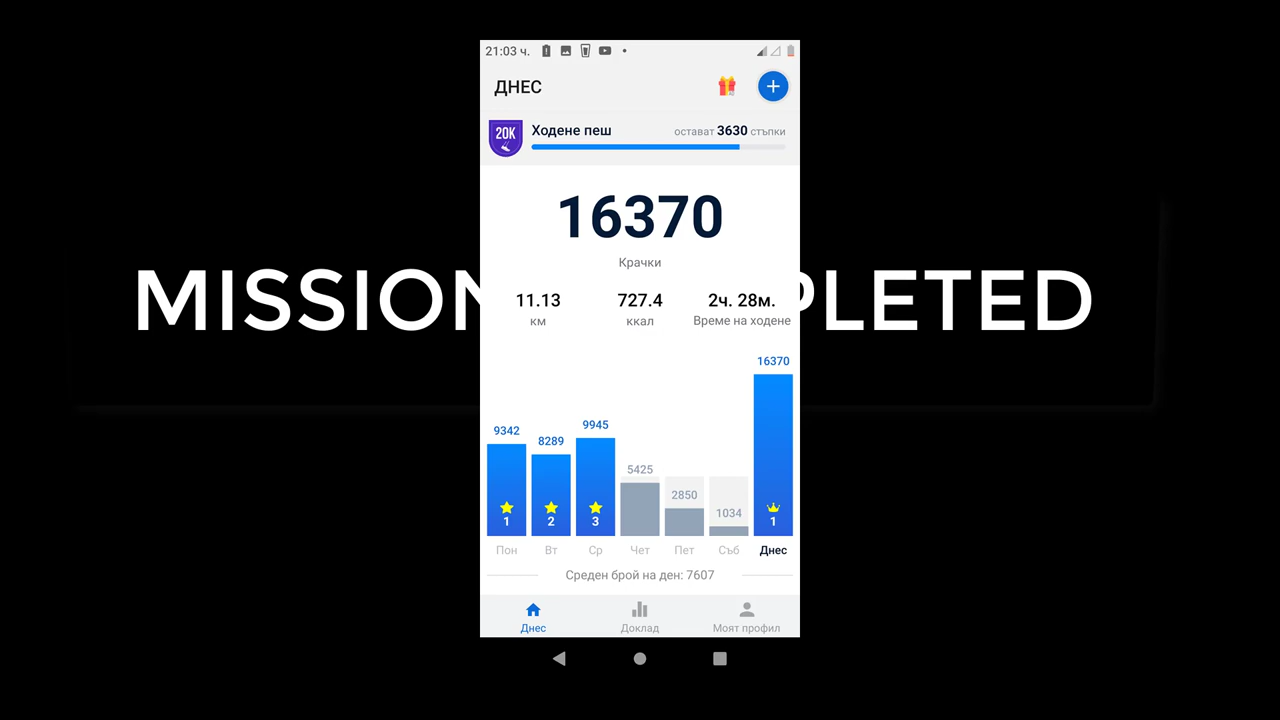 21:03 ч.
ДНЕС
20K
Ходене пеш
остават 3630 стъпки
16370
Крачки
MISSION PLETED
11.13
727.4
2ч. 28м.
км
ккал
Време на ходене
16370
9342
8289
9945
5425
2850
1034
1
2
3
1
Пон
Вт
Ср
Чет
Пет
Съб
Днес
Среден брой на ден: 7607
Днес
Доклад
Моят профил